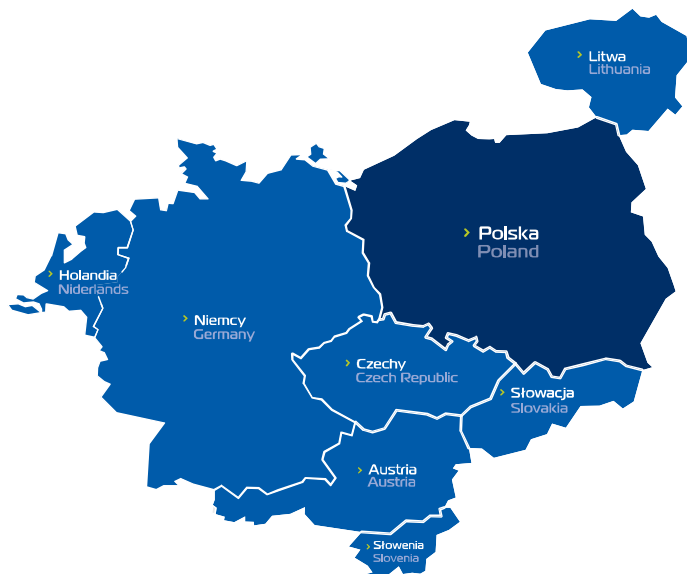 Litwa
Lithuania
Polska
Poland
Holandia
Niderlands
Niemcy
Germany
Czechy
Czech Republic
Słowacja
Slovakia
Austria
Austria
Słowenia
Slovenia